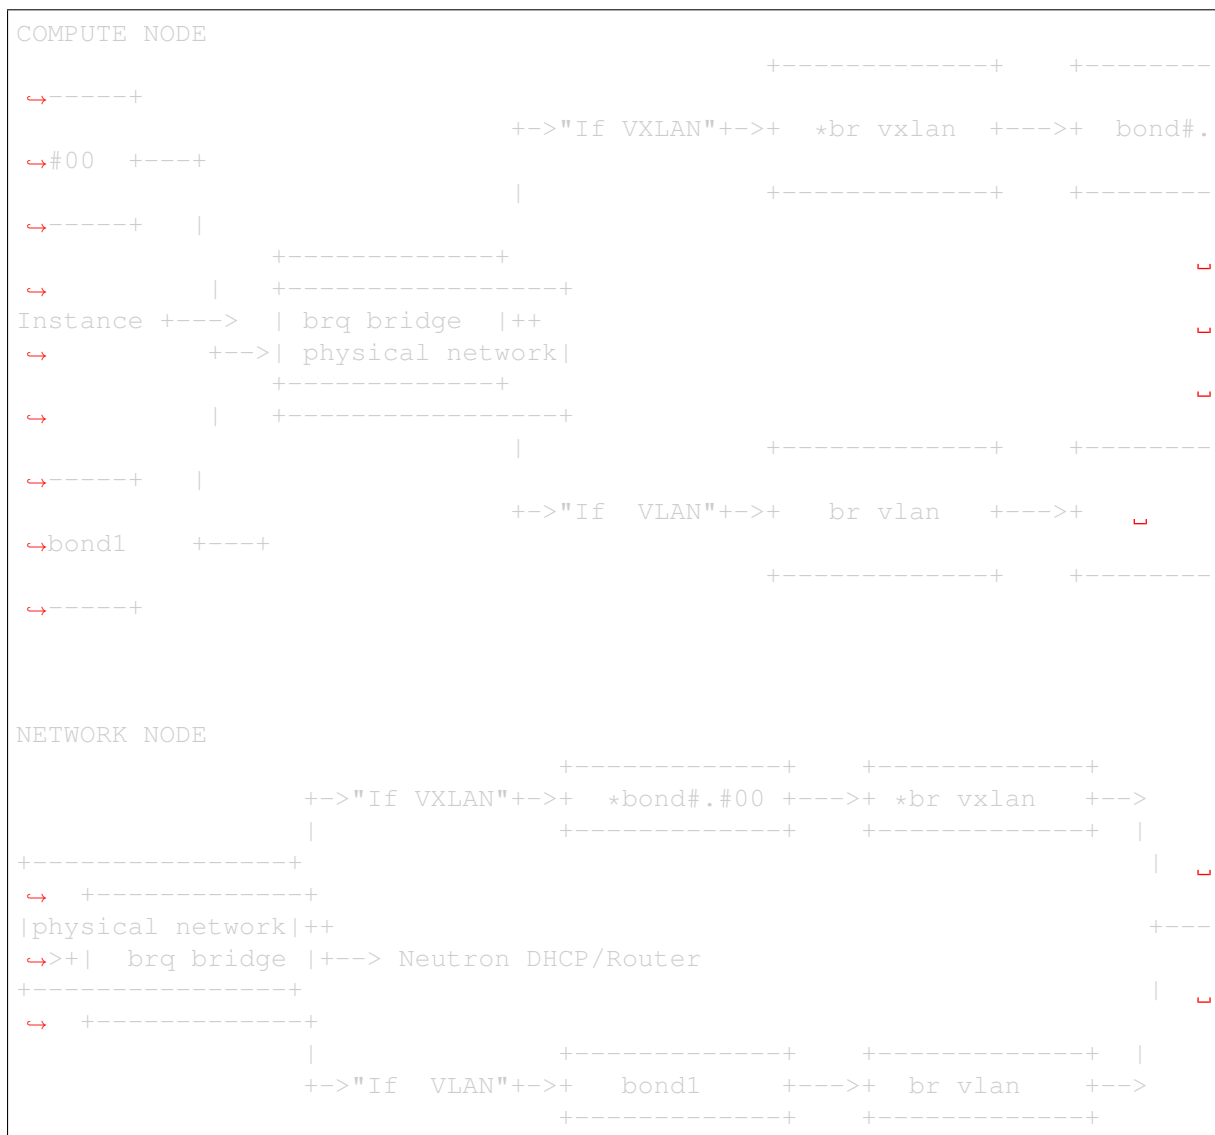 COMPUTE NODE
                                               +-------------+    +--------
↪-----+
                               +->"If VXLAN"+->+  *br vxlan  +--->+  bond#.
↪#00  +---+
                               |               +-------------+    +--------
↪-----+   |
                +-------------+                                           ␣
↪           |   +-----------------+
Instance +--->  | brq bridge  |++                                         ␣
↪           +-->| physical network|
                +-------------+                                           ␣
↪           |   +-----------------+
                               |               +-------------+    +--------
↪-----+   |
                               +->"If  VLAN"+->+   br vlan   +--->+   ␣
↪bond1    +---+
                                               +-------------+    +--------
↪-----+
NETWORK NODE
                                  +-------------+    +-------------+
                  +->"If VXLAN"+->+  *bond#.#00 +--->+ *br vxlan   +-->
                  |               +-------------+    +-------------+  |
+----------------+                                                     |  ␣
↪  +-------------+
|physical network|++                                                   +---
↪>+|  brq bridge |+--> Neutron DHCP/Router
+----------------+                                                     |  ␣
↪  +-------------+
                  |               +-------------+    +-------------+  |
                  +->"If  VLAN"+->+   bond1     +--->+  br vlan    +-->
                                  +-------------+    +-------------+